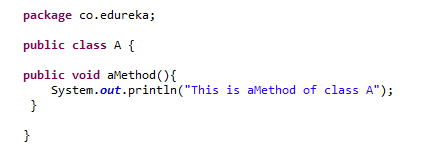 package co.edureka;
public class A {
public void aMethod(){
System.out.println("This is aMethod of class A");
}
}